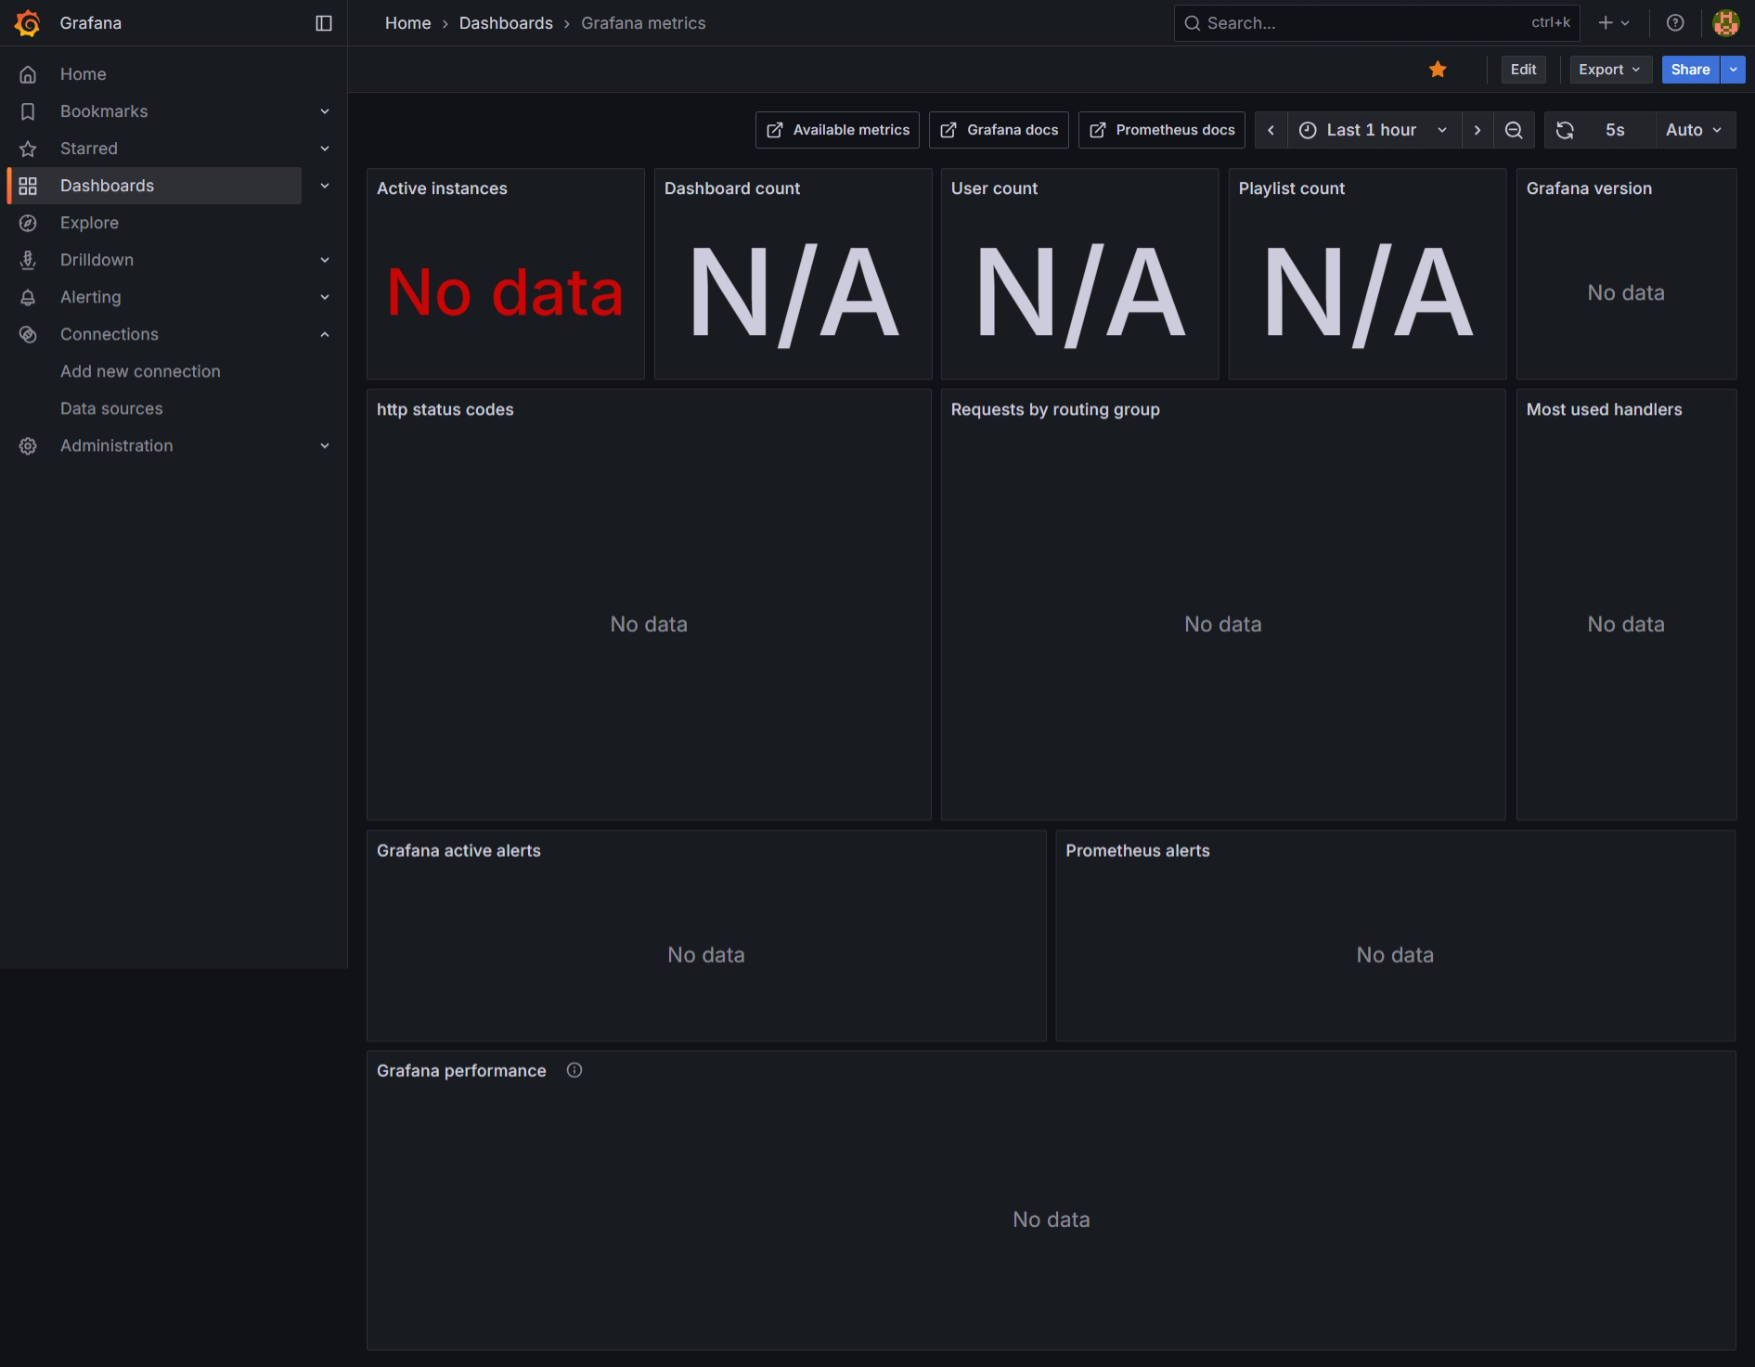 Grafana
Home › Dashboards › Grafana metrics
Search... ctrl+k
Home
Bookmarks
Starred
Dashboards
Explore
Drilldown
Alerting
Connections
Add new connection
Data sources
Administration
Edit
Export
Share
Available metrics
Grafana docs
Prometheus docs
Last 1 hour
5s
Auto
Active instances
No data
Dashboard count
N/A
User count
N/A
Playlist count
N/A
Grafana version
No data
http status codes
No data
Requests by routing group
No data
Most used handlers
No data
Grafana active alerts
No data
Prometheus alerts
No data
Grafana performance
No data